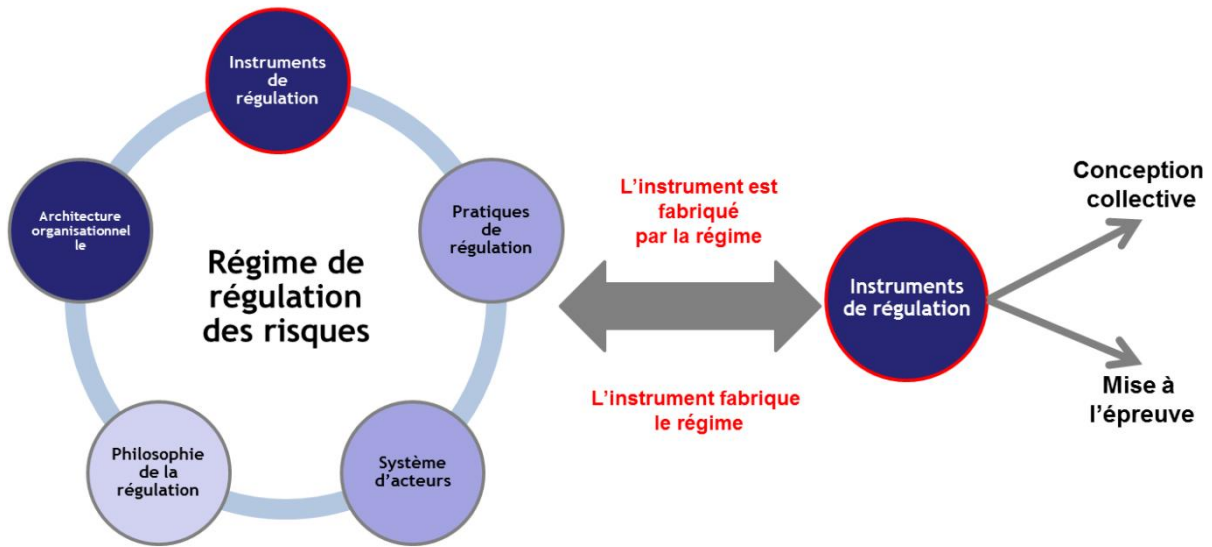 Instruments
de
régulation
Architecture
organisationnel
le
Pratiques
de
régulation
Régime de
régulation
des risques
Philosophie
de la
régulation
Système
d'acteurs
L'instrument est
fabriqué
par la régime
L'instrument fabrique
le régime
Instruments
de régulation
Conception
collective
Mise à
l'épreuve